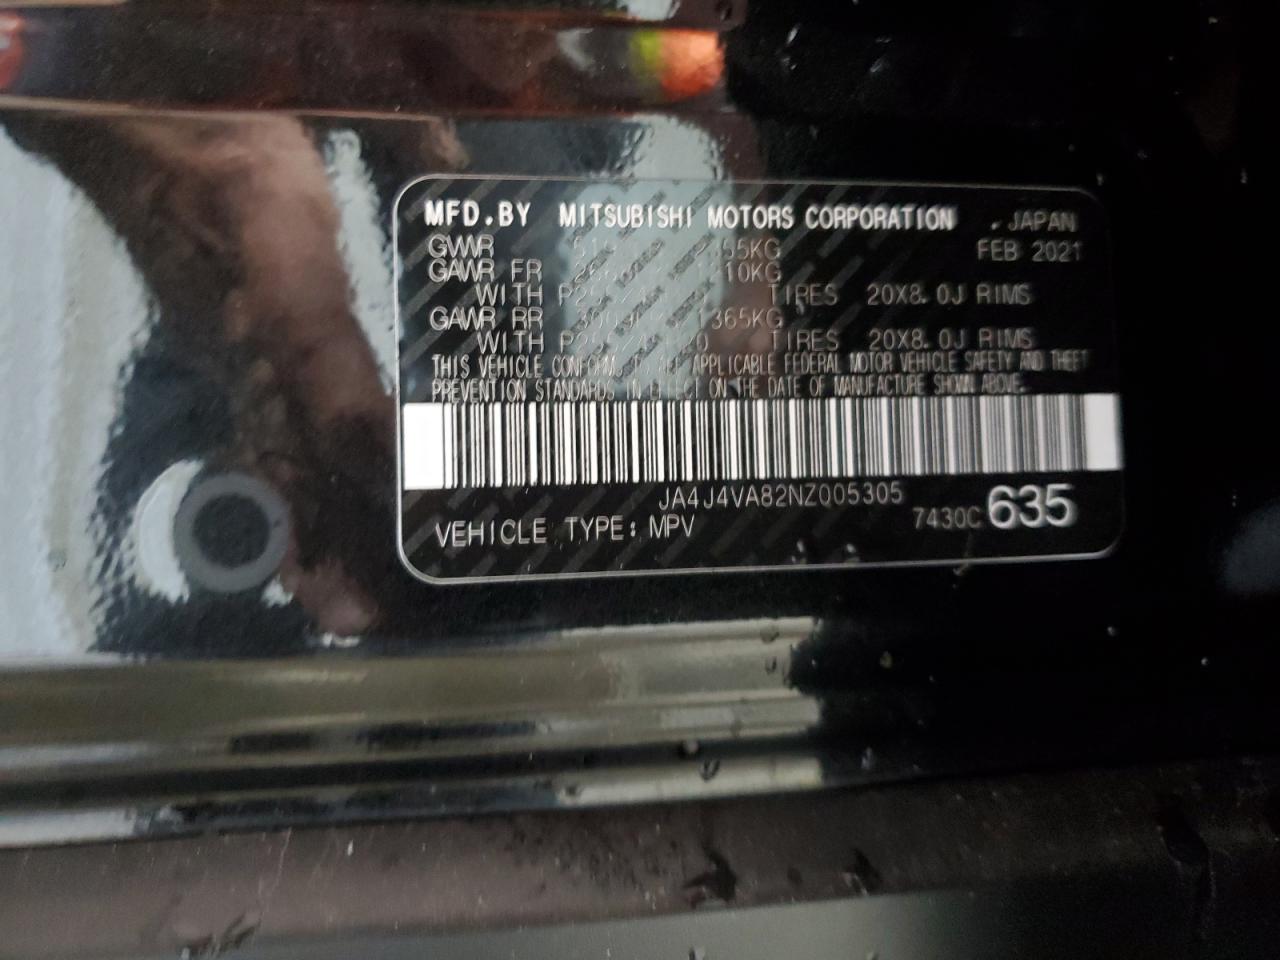 MFD.BY MITSUBISHI MOTORS CORPORATION JAPAN
GVWR FEB 2021
GAWR FR
WITH TIRES 20X8.0J RIMS
GAWR RR 1365KG
WITH TIRES 20X8.0J RIMS
THIS VEHICLE CONFORMS TO ALL APPLICABLE FEDERAL MOTOR VEHICLE SAFETY AND THEFT
PREVENTION STANDARDS IN EFFECT ON THE DATE OF MANUFACTURE SHOWN ABOVE.
JA4J4VA82NZ005305
VEHICLE TYPE: MPV 7430C 635